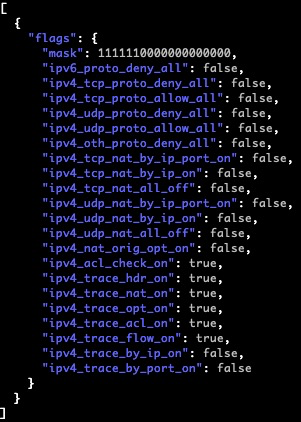 [
  {
    "flags": {
      "mask": 1111110000000000000,
      "ipv6_proto_deny_all": false,
      "ipv4_tcp_proto_deny_all": false,
      "ipv4_tcp_proto_allow_all": false,
      "ipv4_udp_proto_deny_all": false,
      "ipv4_udp_proto_allow_all": false,
      "ipv4_oth_proto_deny_all": false,
      "ipv4_tcp_nat_by_ip_port_on": false,
      "ipv4_tcp_nat_by_ip_on": false,
      "ipv4_tcp_nat_all_off": false,
      "ipv4_udp_nat_by_ip_port_on": false,
      "ipv4_udp_nat_by_ip_on": false,
      "ipv4_udp_nat_all_off": false,
      "ipv4_nat_orig_opt_on": false,
      "ipv4_acl_check_on": true,
      "ipv4_trace_hdr_on": true,
      "ipv4_trace_nat_on": true,
      "ipv4_trace_opt_on": true,
      "ipv4_trace_acl_on": true,
      "ipv4_trace_flow_on": true,
      "ipv4_trace_by_ip_on": false,
      "ipv4_trace_by_port_on": false
    }
  }
]